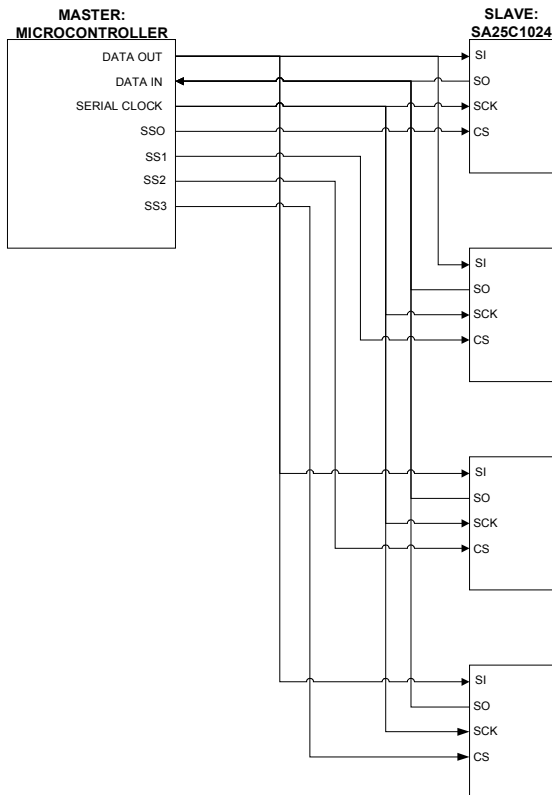 MASTER:
MICROCONTROLLER
DATA OUT
DATA IN
SERIAL CLOCK
SSO
SS1
SS2
SS3
SLAVE:
SA25C1024
SI
SO
SCK
CS
SI
SO
SCK
CS
SI
SO
SCK
CS
SI
SO
SCK
CS